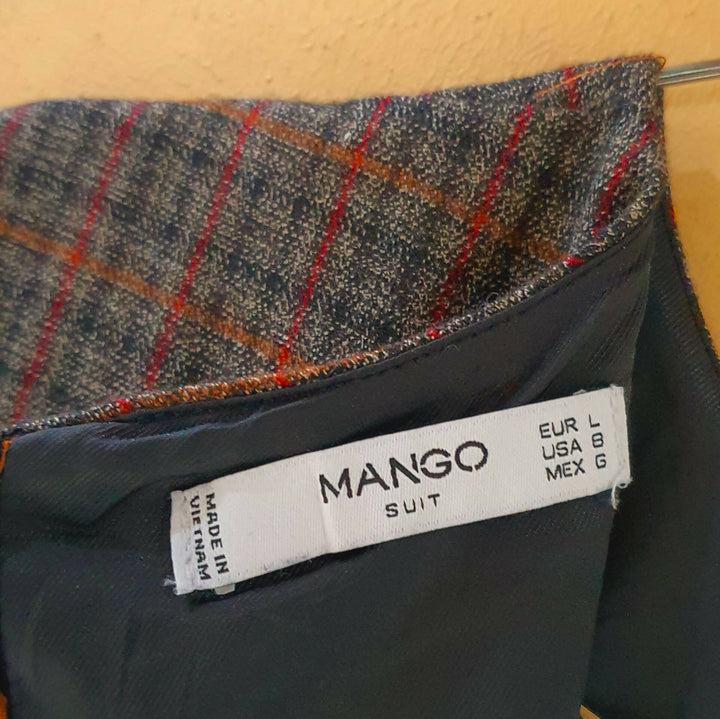 MANGO
SUIT
EUR L
USA 8
MEX G
MADE IN
VIETNAM